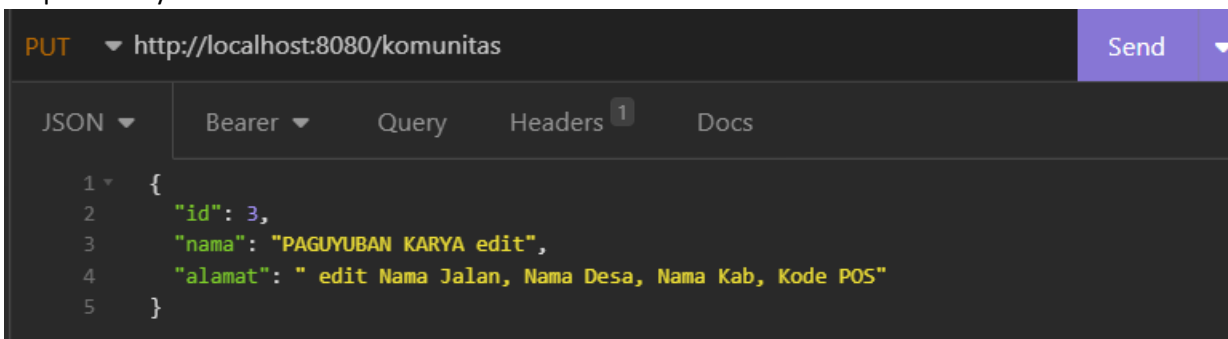 PUT http://localhost:8080/komunitas Send
JSON Bearer Query Headers 1 Docs
1 {
2 "id": 3,
3 "nama": "PAGUYUBAN KARYA edit",
4 "alamat": " edit Nama Jalan, Nama Desa, Nama Kab, Kode POS"
5 }